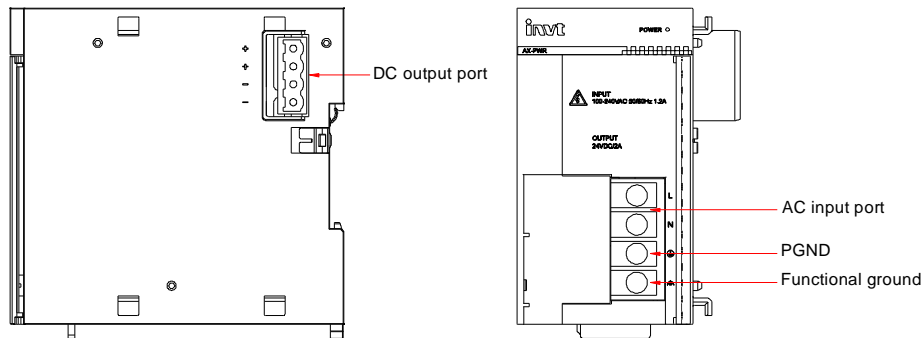 +
+
−
−
DC output port
invt
POWER
AX-PWR
INPUT
100-240VAC 50/60Hz 1.2A
OUTPUT
24VDC/2A
L
N
AC input port
PGND
Functional ground